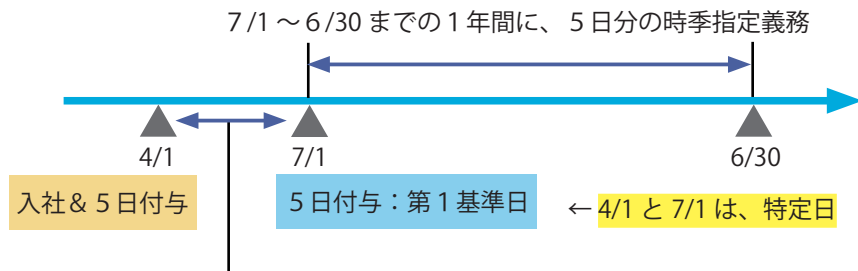 7/1～6/30までの1年間に、5日分の時季指定義務
4/1
7/1
6/30
入社＆5日付与
5日付与：第1基準日
←4/1と7/1は、特定日